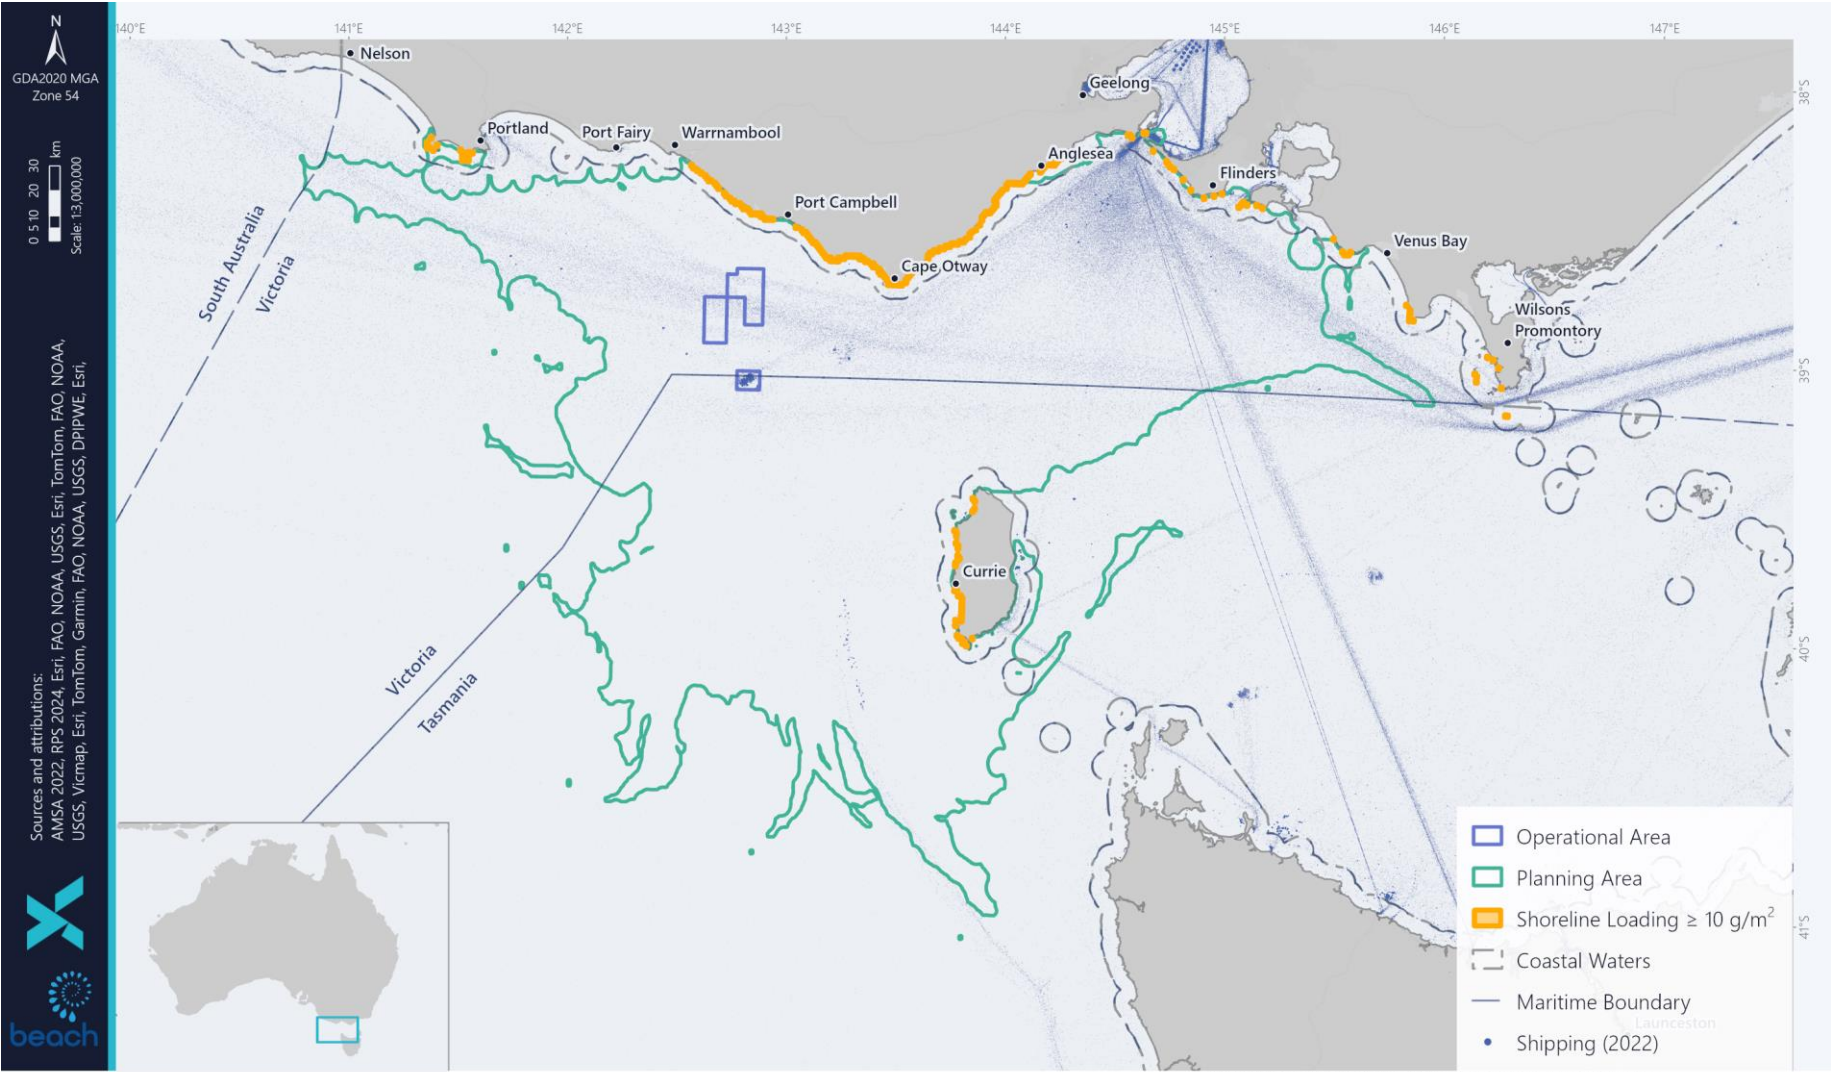 N
GDA2020 MGA
Zone 54
0 5 10 20 30
km
Scale: 1:3,000,000
Sources and attributions:
AMSA 2022, RPS 2024, Esri, FAO, NOAA, USGS, Esri, TomTom, FAO, NOAA,
USGS, Vicmap, Esri, TomTom, Garmin, FAO, NOAA, USGS, DPIPWE, Esri,
beach
140°E
141°E
142°E
143°E
144°E
145°E
146°E
147°E
38°S
39°S
40°S
41°S
Nelson
Portland
Port Fairy
Warrnambool
Port Campbell
Cape Otway
Anglesea
Geelong
Flinders
Venus Bay
Wilsons
Promontory
Currie
South Australia
Victoria
Victoria
Tasmania
Operational Area
Planning Area
Shoreline Loading ≥ 10 g/m²
Coastal Waters
Maritime Boundary
Launceston
Shipping (2022)